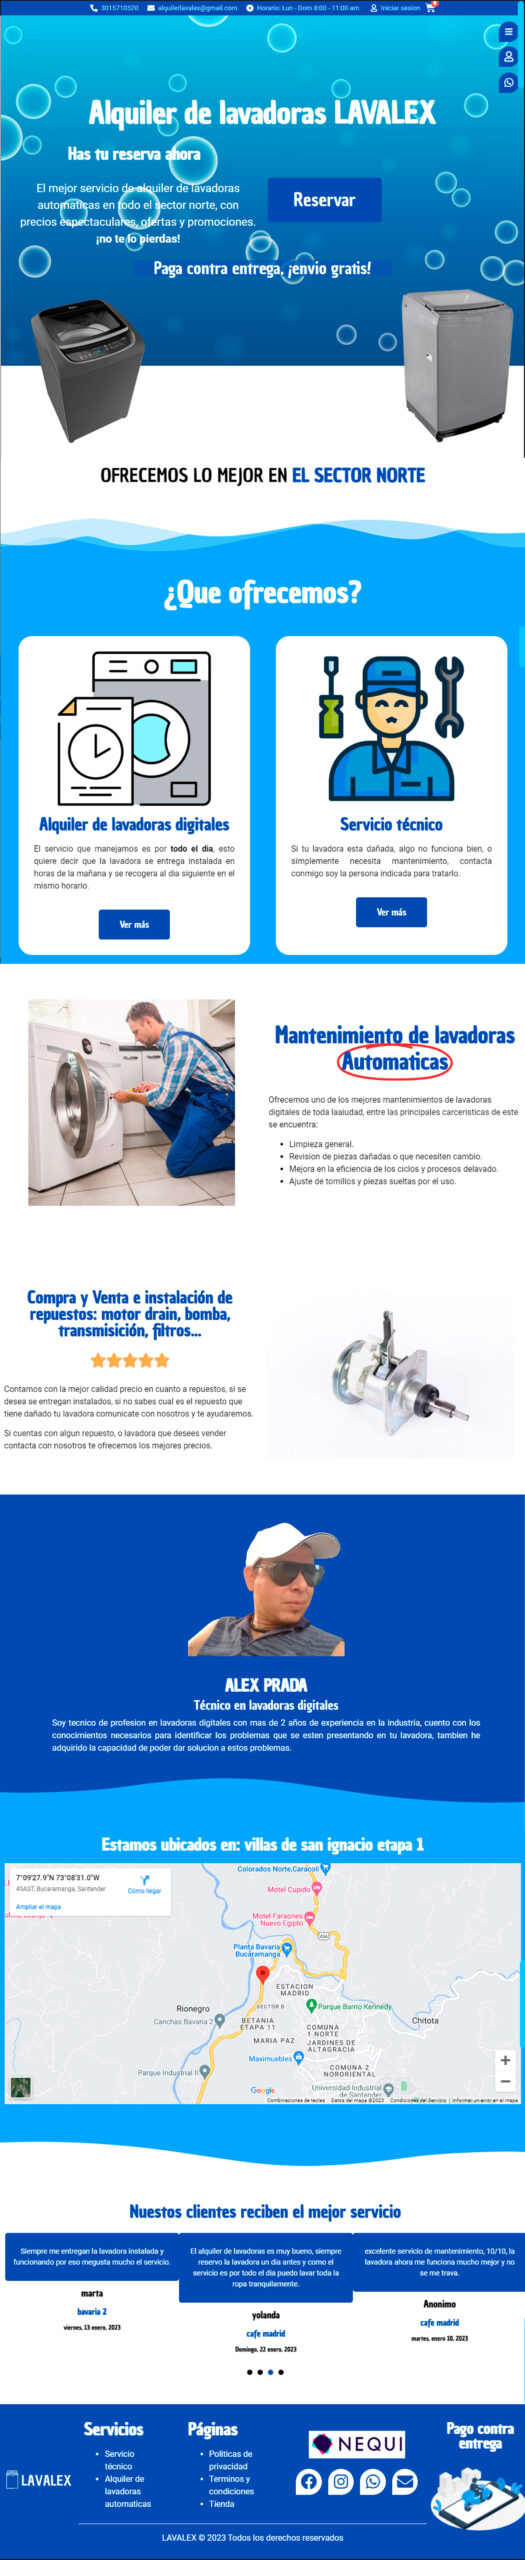 3015710520 alquilerlavalex@gmail.com Horario: Lun - Dom 8:00 - 11:00 am Iniciar sesion 0
Alquiler de lavadoras LAVALEX
Has tu reserva ahora
El mejor servicio de alquiler de lavadoras
automaticas en todo el sector norte, con
precios espectaculares, ofertas y promociones.
¡no te lo pierdas!
Reservar
Paga contra entrega, ¡envio gratis!
OFRECEMOS LO MEJOR EN EL SECTOR NORTE
¿Que ofrecemos?
Alquiler de lavadoras digitales
El servicio que manejamos es por todo el dia, esto
quiere decir que la lavadora se entrega instalada en
horas de la mañana y se recogera al dia siguiente en el
mismo horario.
Ver más
Servicio técnico
Si tu lavadora esta dañada, algo no funciona bien, o
simplemente necesita mantenimiento, contacta
conmigo soy la persona indicada para tratarlo.
Ver más
Mantenimiento de lavadoras
Automaticas
Ofrecemos uno de los mejores mantenimientos de lavadoras
digitales de toda laaiudad, entre las principales carceristicas de este
se encuentra:
Limpieza general.
Revision de piezas dañadas o que necesiten cambio.
Mejora en la eficiencia de los ciclos y procesos delavado.
Ajuste de tornillos y piezas sueltas por el uso.
Compra y Venta e instalación de
repuestos: motor drain, bomba,
transmisición, filtros...
Contamos con la mejor calidad precio en cuanto a repuestos, si se
desea se entregan instalados, si no sabes cual es el repuesto que
tiene dañado tu lavadora comunicate con nosotros y te ayudaremos.
Si cuentas con algun repuesto, o lavadora que desees vender
contacta con nosotros te ofrecemos los mejores precios.
ALEX PRADA
Técnico en lavadoras digitales
Soy tecnico de profesion en lavadoras digitales con mas de 2 años de experiencia en la industria, cuento con los
conocimientos necesarios para identificar los problemas que se esten presentando en tu lavadora, tambien he
adquirido la capacidad de poder dar solucion a estos problemas.
Estamos ubicados en: villas de san ignacio etapa 1
7°09'27.9"N 73°08'31.0"W
45AST, Bucaramanga, Santander
Cómo llegar
Ampliar el mapa
Colorados Norte,Caracolí
Motel Cupido
Motel Faraones
Nuevo Egipto
45A
Planta Bavaria
Bucaramanga
ESTACION
MADRID
SECTOR D
Rionegro
Parque Barrio Kennedy
Canchas Bavaria 2
BETANIA
ETAPA 11
COMUNA
1 NORTE
Chitota
MARIA PAZ
JARDINES DE
ALTAGRACIA
Maximuebles
Parque Industrial II
COMUNA 2
NORORIENTAL
Google
Universidad Industrial
de Santander
Combinaciones de teclas Datos del mapa ©2023 Condiciones del Servicio Informar un error en el mapa
Nuestos clientes reciben el mejor servicio
Siempre me entregan la lavadora instalada y
funcionando por eso megusta mucho el servicio.
marta
bavaria 2
viernes, 13 enero, 2023
El alquiler de lavadoras es muy bueno, siempre
reservo la lavadora un dia antes y como el
servicio es por todo el dia puedo lavar toda la
ropa tranquilamente.
yolanda
cafe madrid
Domingo, 22 enero, 2023
excelente servicio de mantenimiento, 10/10, la
lavadora ahora me funciona mucho mejor y no
se me trava.
Anonimo
cafe madrid
martes, enero 10, 2023
LAVALEX
Servicios
Servicio
técnico
Alquiler de
lavadoras
automaticas
Páginas
Politicas de
privacidad
Terminos y
condiciones
Tienda
NEQUI
Pago contra
entrega
LAVALEX © 2023 Todos los derechos reservados